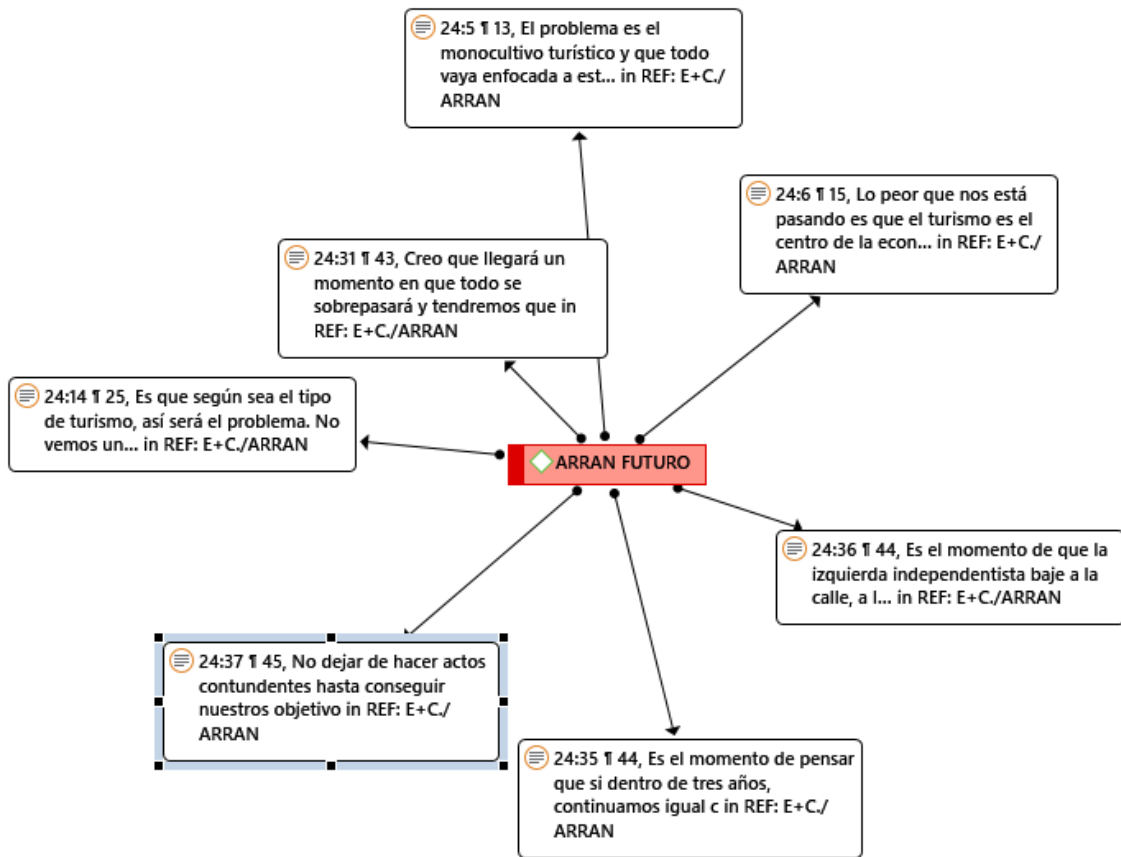 24:5 ¶ 13, El problema es el
monocultivo turístico y que todo
vaya enfocada a est... in REF: E+C./
ARRAN
24:6 ¶ 15, Lo peor que nos está
pasando es que el turismo es el
centro de la econ... in REF: E+C./
ARRAN
24:31 ¶ 43, Creo que llegará un
momento en que todo se
sobrepasará y tendremos que in
REF: E+C./ARRAN
24:14 ¶ 25, Es que según sea el tipo
de turismo, así será el problema. No
vemos un... in REF: E+C./ARRAN
ARRAN FUTURO
24:36 ¶ 44, Es el momento de que la
izquierda independentista baje a la
calle, a l... in REF: E+C./ARRAN
24:37 ¶ 45, No dejar de hacer actos
contundentes hasta conseguir
nuestros objetivo in REF: E+C./
ARRAN
24:35 ¶ 44, Es el momento de pensar
que si dentro de tres años,
continuamos igual c in REF: E+C./
ARRAN